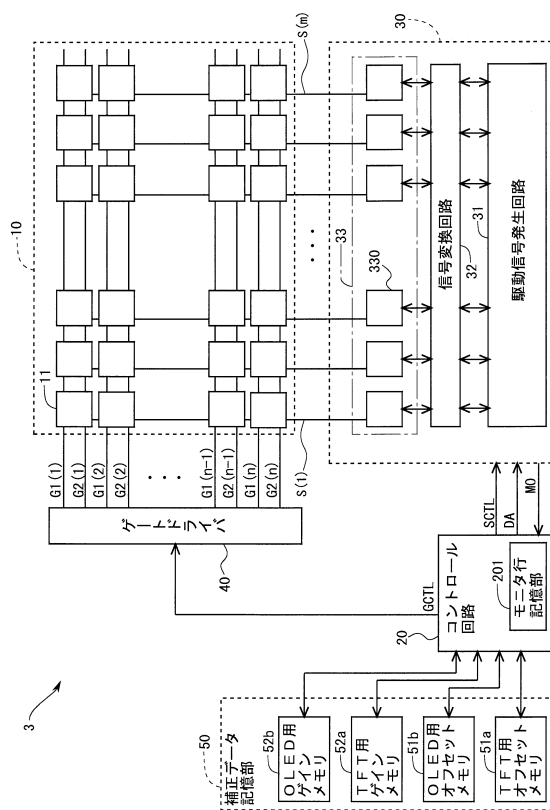 3
50
補正データ
記憶部
52b
OLED用
ゲイン
メモリ
52a
TFT用
ゲイン
メモリ
51b
OLED用
オフセット
メモリ
51a
TFT用
オフセット
メモリ
20
コントロール
回路
201
モニタ行
記憶部
GCTL
SCTL
DA
MO
40
ゲートドライバ
G1(1)
G2(1)
G1(2)
G2(2)
・・・
G1(n-1)
G2(n-1)
G1(n)
G2(n)
10
11
・・・
S(1)
・・・
S(m)
30
33
330
信号変換回路
32
31
駆動信号発生回路